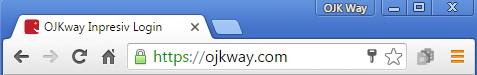 OJK Way
OJKway Inpresiv Login
https://ojkway.com